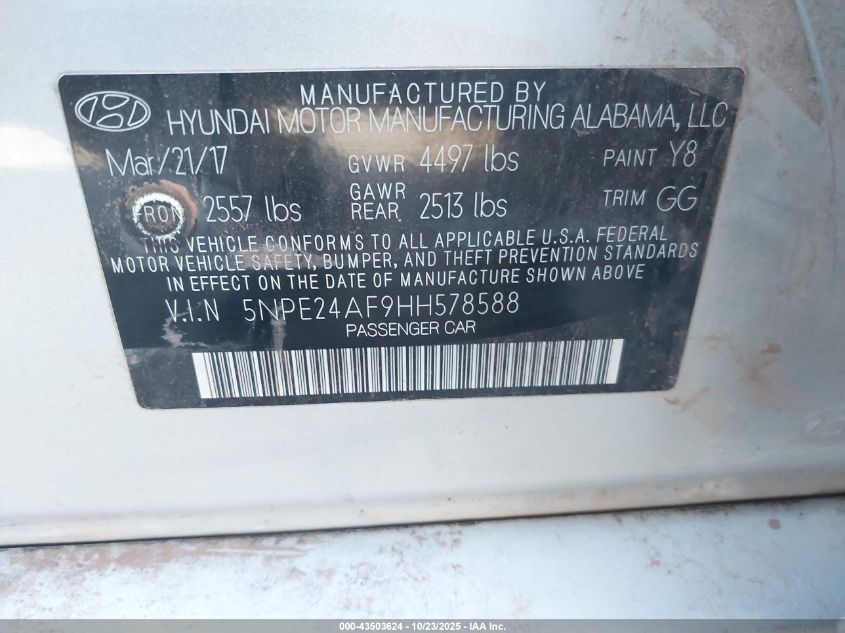 MANUFACTURED BY
HYUNDAI MOTOR MANUFACTURING ALABAMA, LLC
Mar/21/17 GVWR 4497 lbs PAINT Y8
FRON 2557 lbs GAWR REAR 2513 lbs TRIM GG
THIS VEHICLE CONFORMS TO ALL APPLICABLE U.S.A. FEDERAL
MOTOR VEHICLE SAFETY, BUMPER, AND THEFT PREVENTION STANDARDS
IN EFFECT ON THE DATE OF MANUFACTURE SHOWN ABOVE
V.I.N 5NPE24AF9HH578588
PASSENGER CAR
000-43503624 - 10/23/2025 - IAA Inc.